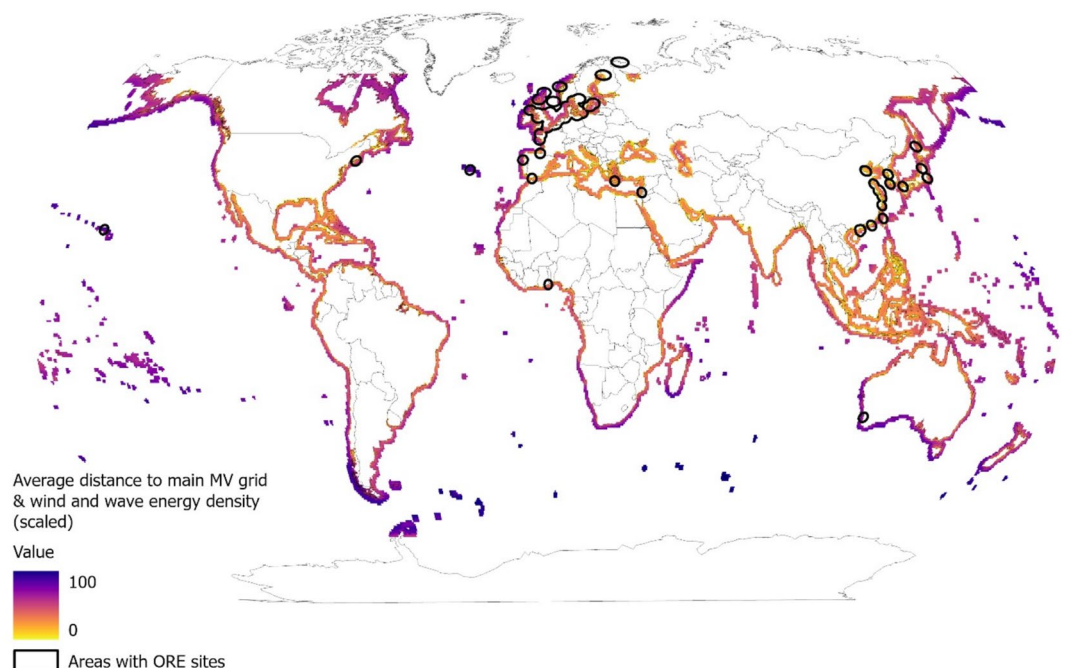 Average distance to main MV grid
& wind and wave energy density
(scaled)
Value
100
0
Areas with ORE sites